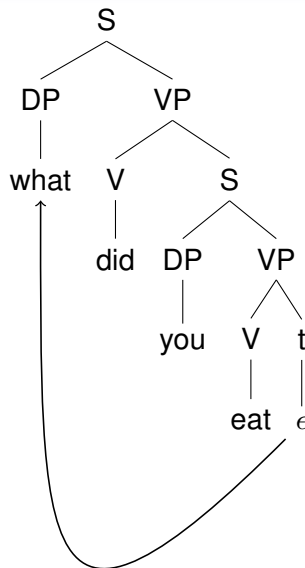 S
DP VP
what V S
did DP VP
you V t
eat ϵ